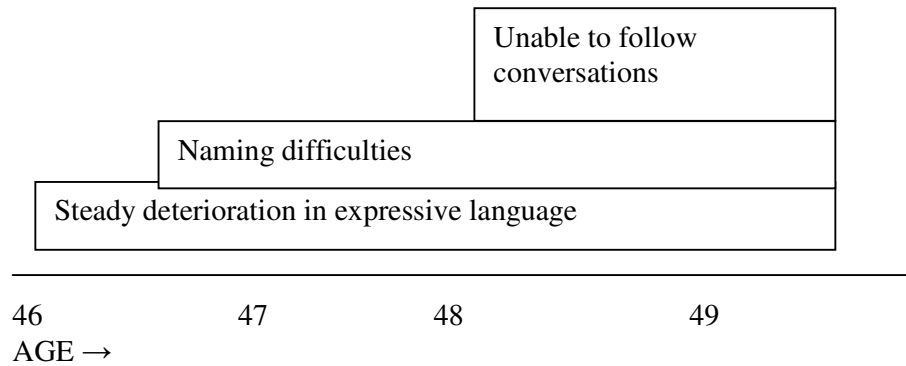 Unable to follow
conversations
Naming difficulties
Steady deterioration in expressive language
46 47 48 49
AGE →